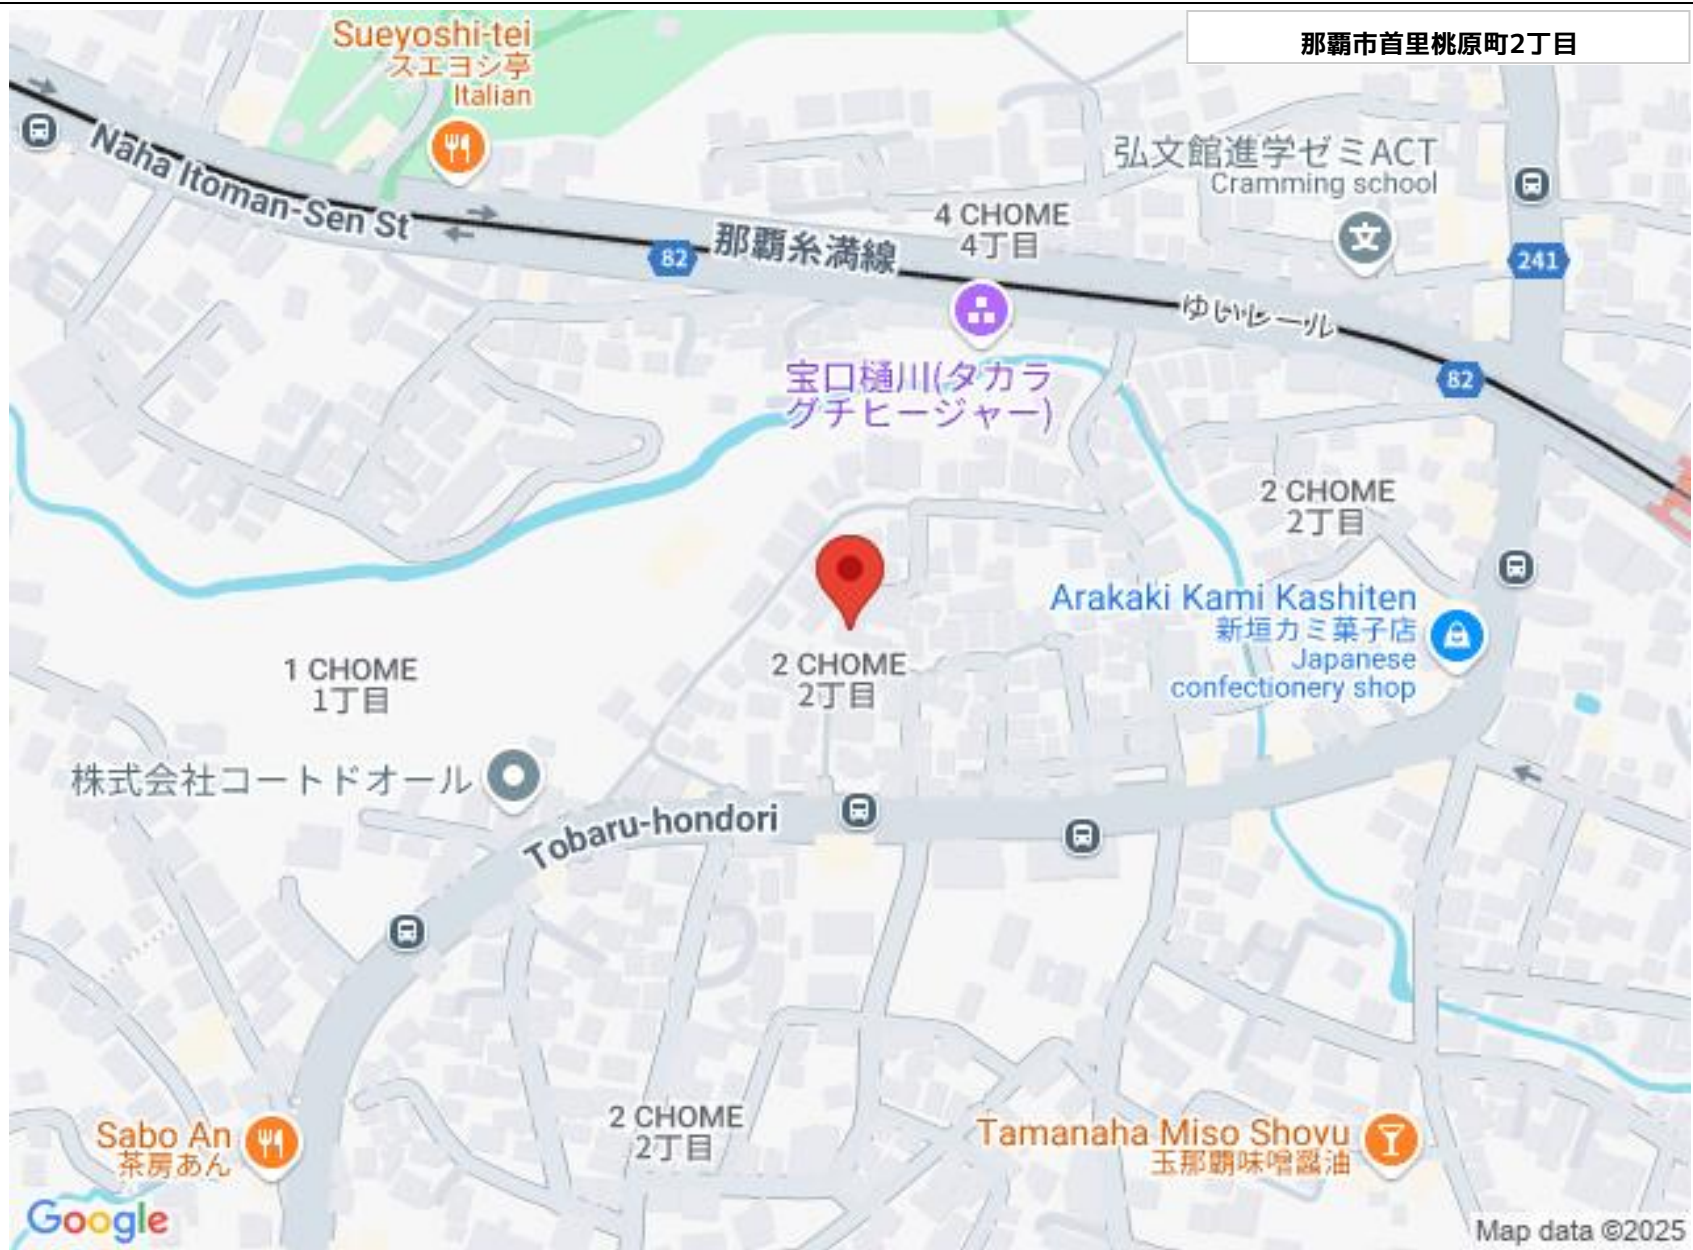 那覇市首里桃原町2丁目
Sueyoshi-tei
スエヨシ亭
Italian
Naha Itoman-Sen St
82
那覇糸満線
4 CHOME
4丁目
弘文館進学ゼミACT
Cramming school
241
ゆいレール
82
宝口樋川(タカラ
グチヒージャー)
2 CHOME
2丁目
Arakaki Kami Kashiten
新垣カミ菓子店
Japanese
confectionery shop
1 CHOME
1丁目
2 CHOME
2丁目
株式会社コートドオール
Tobaru-hondori
2 CHOME
2丁目
Sabo An
茶房あん
Tamanaha Miso Shoyu
玉那覇味噌醤油
Google
Map data ©2025